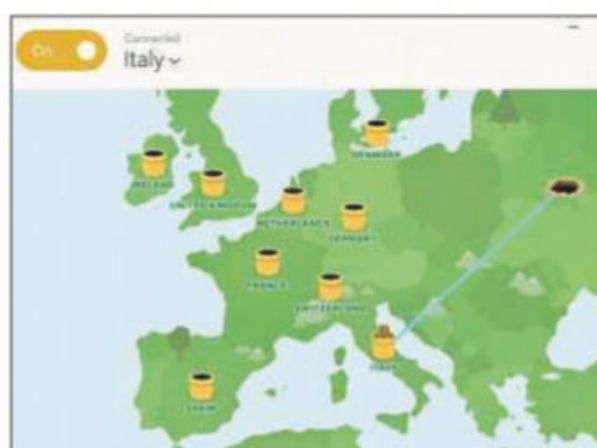 On
Connected
Italy
DENMARK
IRELAND
UNITED KINGDOM
NETHERLANDS
GERMANY
FRANCE
SWITZERLAND
ITALY
SPAIN